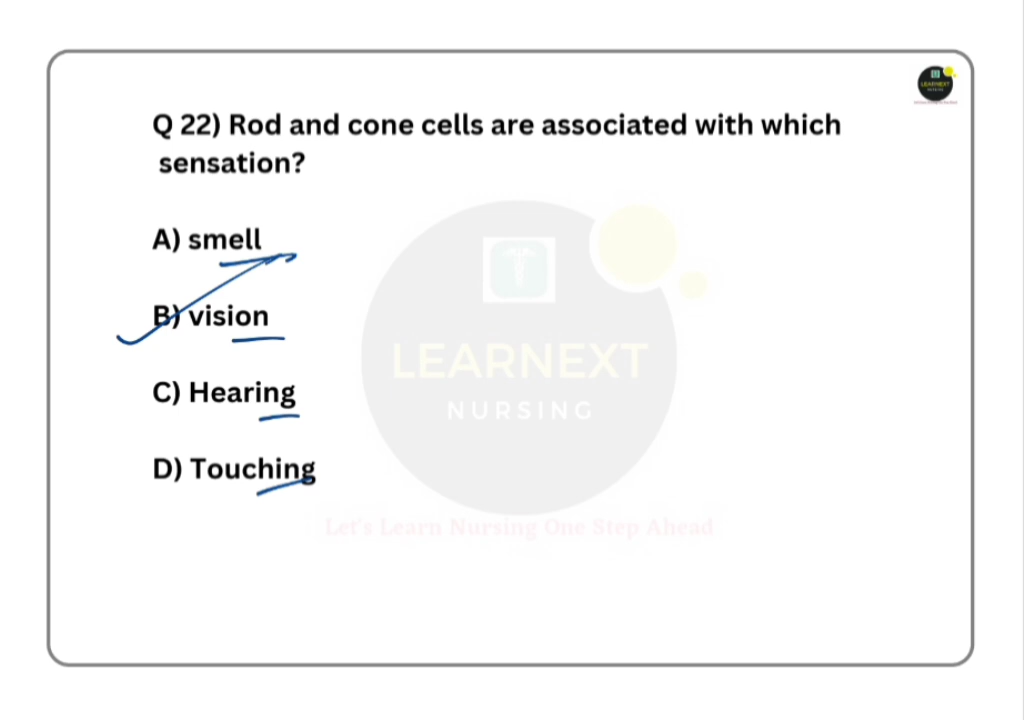 LEARNEXT
Q 22) Rod and cone cells are associated with which
sensation?
A) smell
B) vision
C) Hearing
D) Touching
LEARNEXT
NURSING
Let's Learn Nursing One Step Ahead